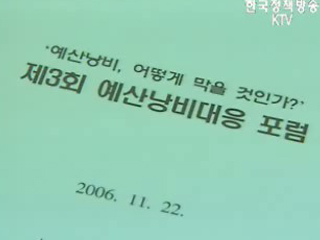 한국정책방송
KTV
'예산낭비, 어떻게 막을 것인가?'
제3회 예산낭비대응 포럼
2006. 11. 22.